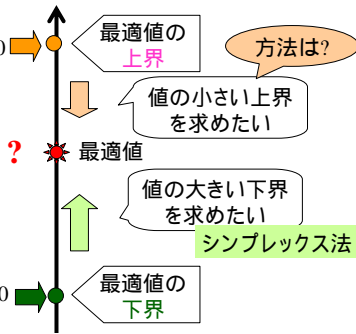 最適値の
上界
方法は?
0
値の小さい上界
を求めたい
?
最適値
値の大きい下界
を求めたい
シンプレックス法
0
最適値の
下界